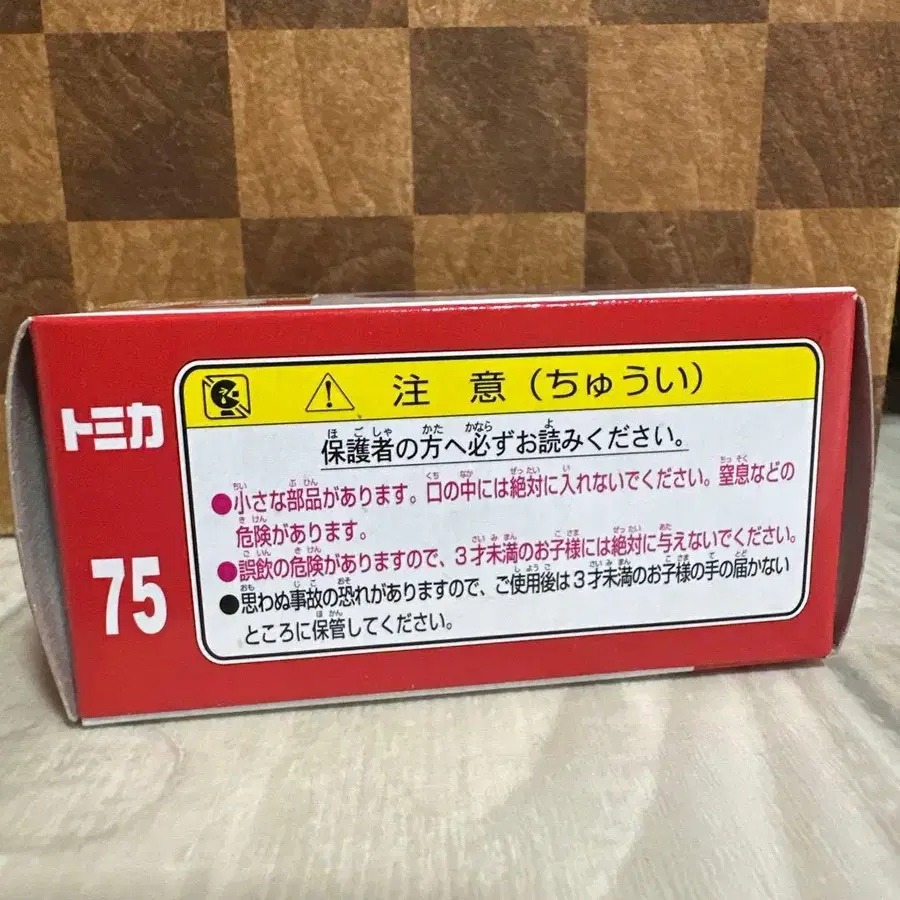 トミカ
75
注意(ちゅうい)
保護者の方へ必ずお読みください。
●小さな部品があります。口の中には絶対に入れないでください。窒息などの
危険があります。
●誤飲の危険がありますので、3才未満のお子様には絶対に与えないでください。
●思わぬ事故の恐れがありますので、ご使用後は3才未満のお子様の手の届かない
ところに保管してください。